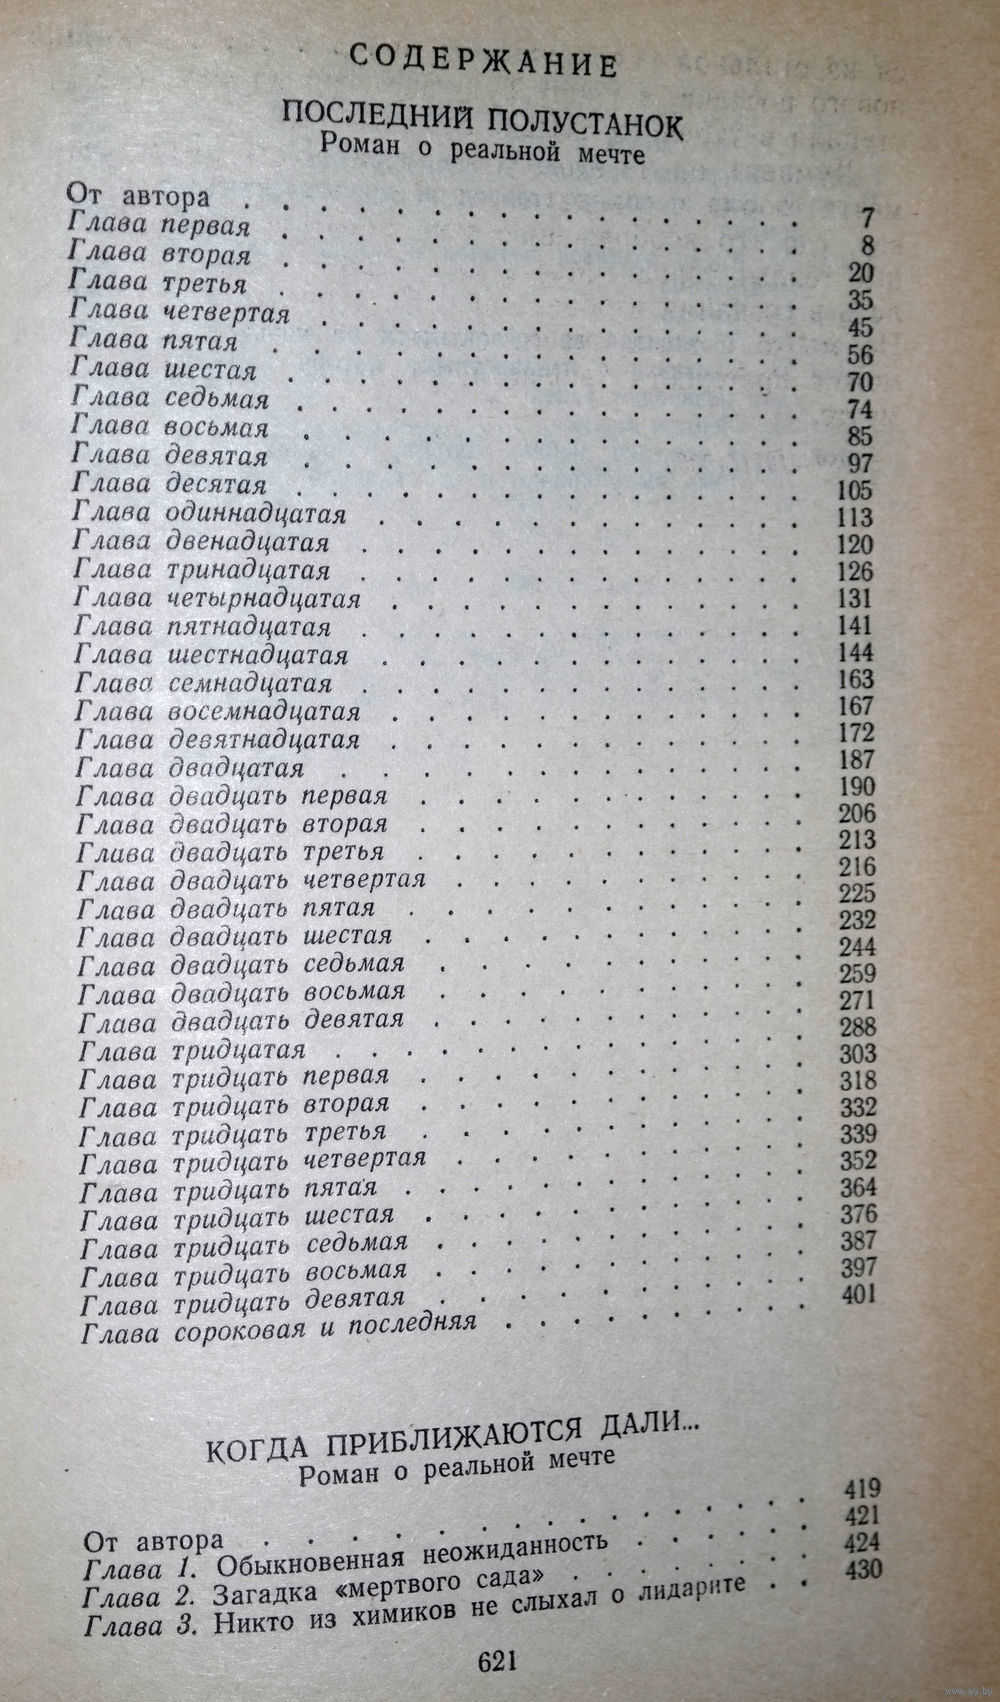 СОДЕРЖАНИЕ
ПОСЛЕДНИЙ ПОЛУСТАНОК
Роман о реальной мечте
От автора . . . . . . . . . . . . . . . 7
Глава первая . . . . . . . . . . . . . . 8
Глава вторая . . . . . . . . . . . . . . 20
Глава третья . . . . . . . . . . . . . . 35
Глава четвертая . . . . . . . . . . . . . 45
Глава пятая . . . . . . . . . . . . . . 56
Глава шестая . . . . . . . . . . . . . . 70
Глава седьмая . . . . . . . . . . . . . . 74
Глава восьмая . . . . . . . . . . . . . . 85
Глава девятая . . . . . . . . . . . . . . 97
Глава десятая . . . . . . . . . . . . . . 105
Глава одиннадцатая . . . . . . . . . . . . 113
Глава двенадцатая . . . . . . . . . . . . 120
Глава тринадцатая . . . . . . . . . . . . 126
Глава четырнадцатая . . . . . . . . . . . . 131
Глава пятнадцатая . . . . . . . . . . . . 141
Глава шестнадцатая . . . . . . . . . . . . 144
Глава семнадцатая . . . . . . . . . . . . 163
Глава восемнадцатая . . . . . . . . . . . . 167
Глава девятнадцатая . . . . . . . . . . . . 172
Глава двадцатая . . . . . . . . . . . . . 187
Глава двадцать первая . . . . . . . . . . . 190
Глава двадцать вторая . . . . . . . . . . . 206
Глава двадцать третья . . . . . . . . . . . 213
Глава двадцать четвертая . . . . . . . . . . 216
Глава двадцать пятая . . . . . . . . . . . 225
Глава двадцать шестая . . . . . . . . . . . 232
Глава двадцать седьмая . . . . . . . . . . 244
Глава двадцать восьмая . . . . . . . . . . 259
Глава двадцать девятая . . . . . . . . . . 271
Глава тридцатая . . . . . . . . . . . . . 288
Глава тридцать первая . . . . . . . . . . . 303
Глава тридцать вторая . . . . . . . . . . . 318
Глава тридцать третья . . . . . . . . . . . 332
Глава тридцать четвертая . . . . . . . . . . 339
Глава тридцать пятая . . . . . . . . . . . 352
Глава тридцать шестая . . . . . . . . . . . 364
Глава тридцать седьмая . . . . . . . . . . 376
Глава тридцать восьмая . . . . . . . . . . 387
Глава тридцать девятая . . . . . . . . . . 397
Глава сороковая и последняя . . . . . . . . . 401
КОГДА ПРИБЛИЖАЮТСЯ ДАЛИ...
Роман о реальной мечте
От автора . . . . . . . . . . . . . . 419
Глава 1. Обыкновенная неожиданность . . . . . . 421
Глава 2. Загадка «мертвого сада» . . . . . . . 424
Глава 3. Никто из химиков не слыхал о лидарите . . 430
621
www.ay.by